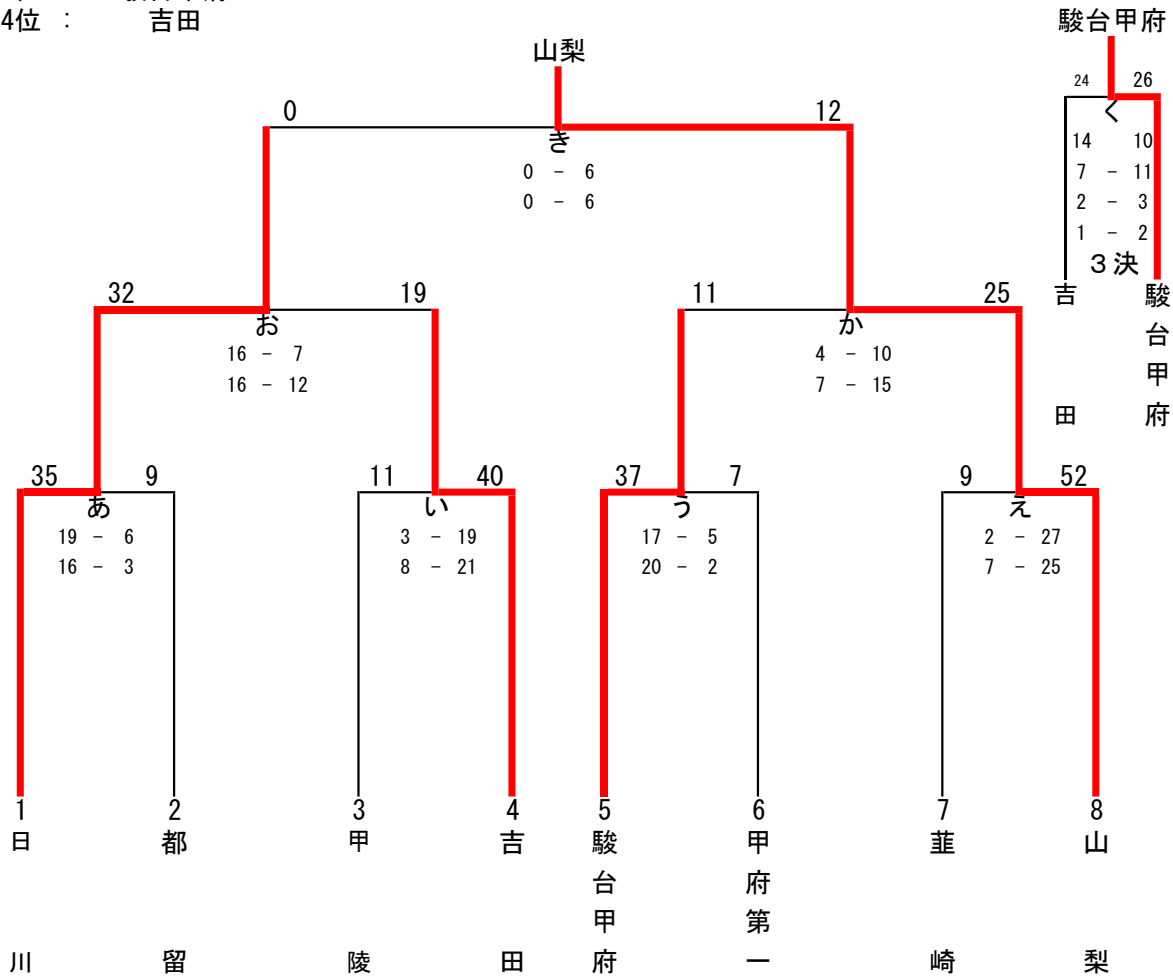 4位 : 吉田
駿台甲府
山梨
24 26
0 12
き く
0 - 6
0 - 6
14 10
7 - 11
2 - 3
1 - 2
3決
吉田
駿台甲府
32 19
お
16 - 7
16 - 12
11 25
か
4 - 10
7 - 15
35 9
あ
19 - 6
16 - 3
11 40
い
3 - 19
8 - 21
37 7
う
17 - 5
20 - 2
9 52
え
2 - 27
7 - 25
1 2 3 4 5 6 7 8
日川
都留
甲陵
吉田
駿台甲府
甲府第一
韮崎
山梨